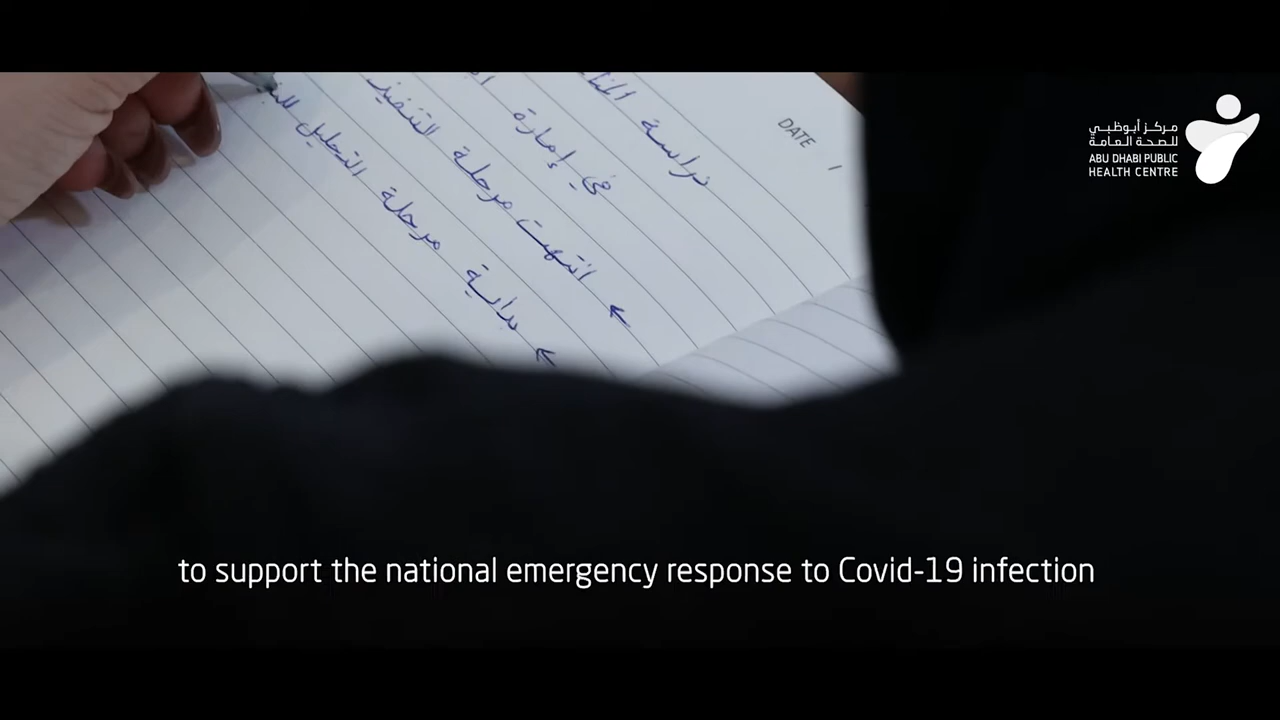 DATE /
دراسة
في إمارة
← انتهت مرحلة التنفيذ
← بداية مرحلة التحليل
مركز أبوظبي
للصحة العامة
ABU DHABI PUBLIC
HEALTH CENTRE
to support the national emergency response to Covid-19 infection